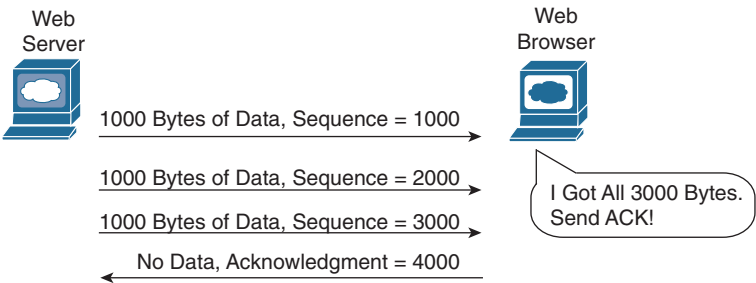 Web
Server
Web
Browser
1000 Bytes of Data, Sequence = 1000
1000 Bytes of Data, Sequence = 2000
1000 Bytes of Data, Sequence = 3000
No Data, Acknowledgment = 4000
I Got All 3000 Bytes.
Send ACK!